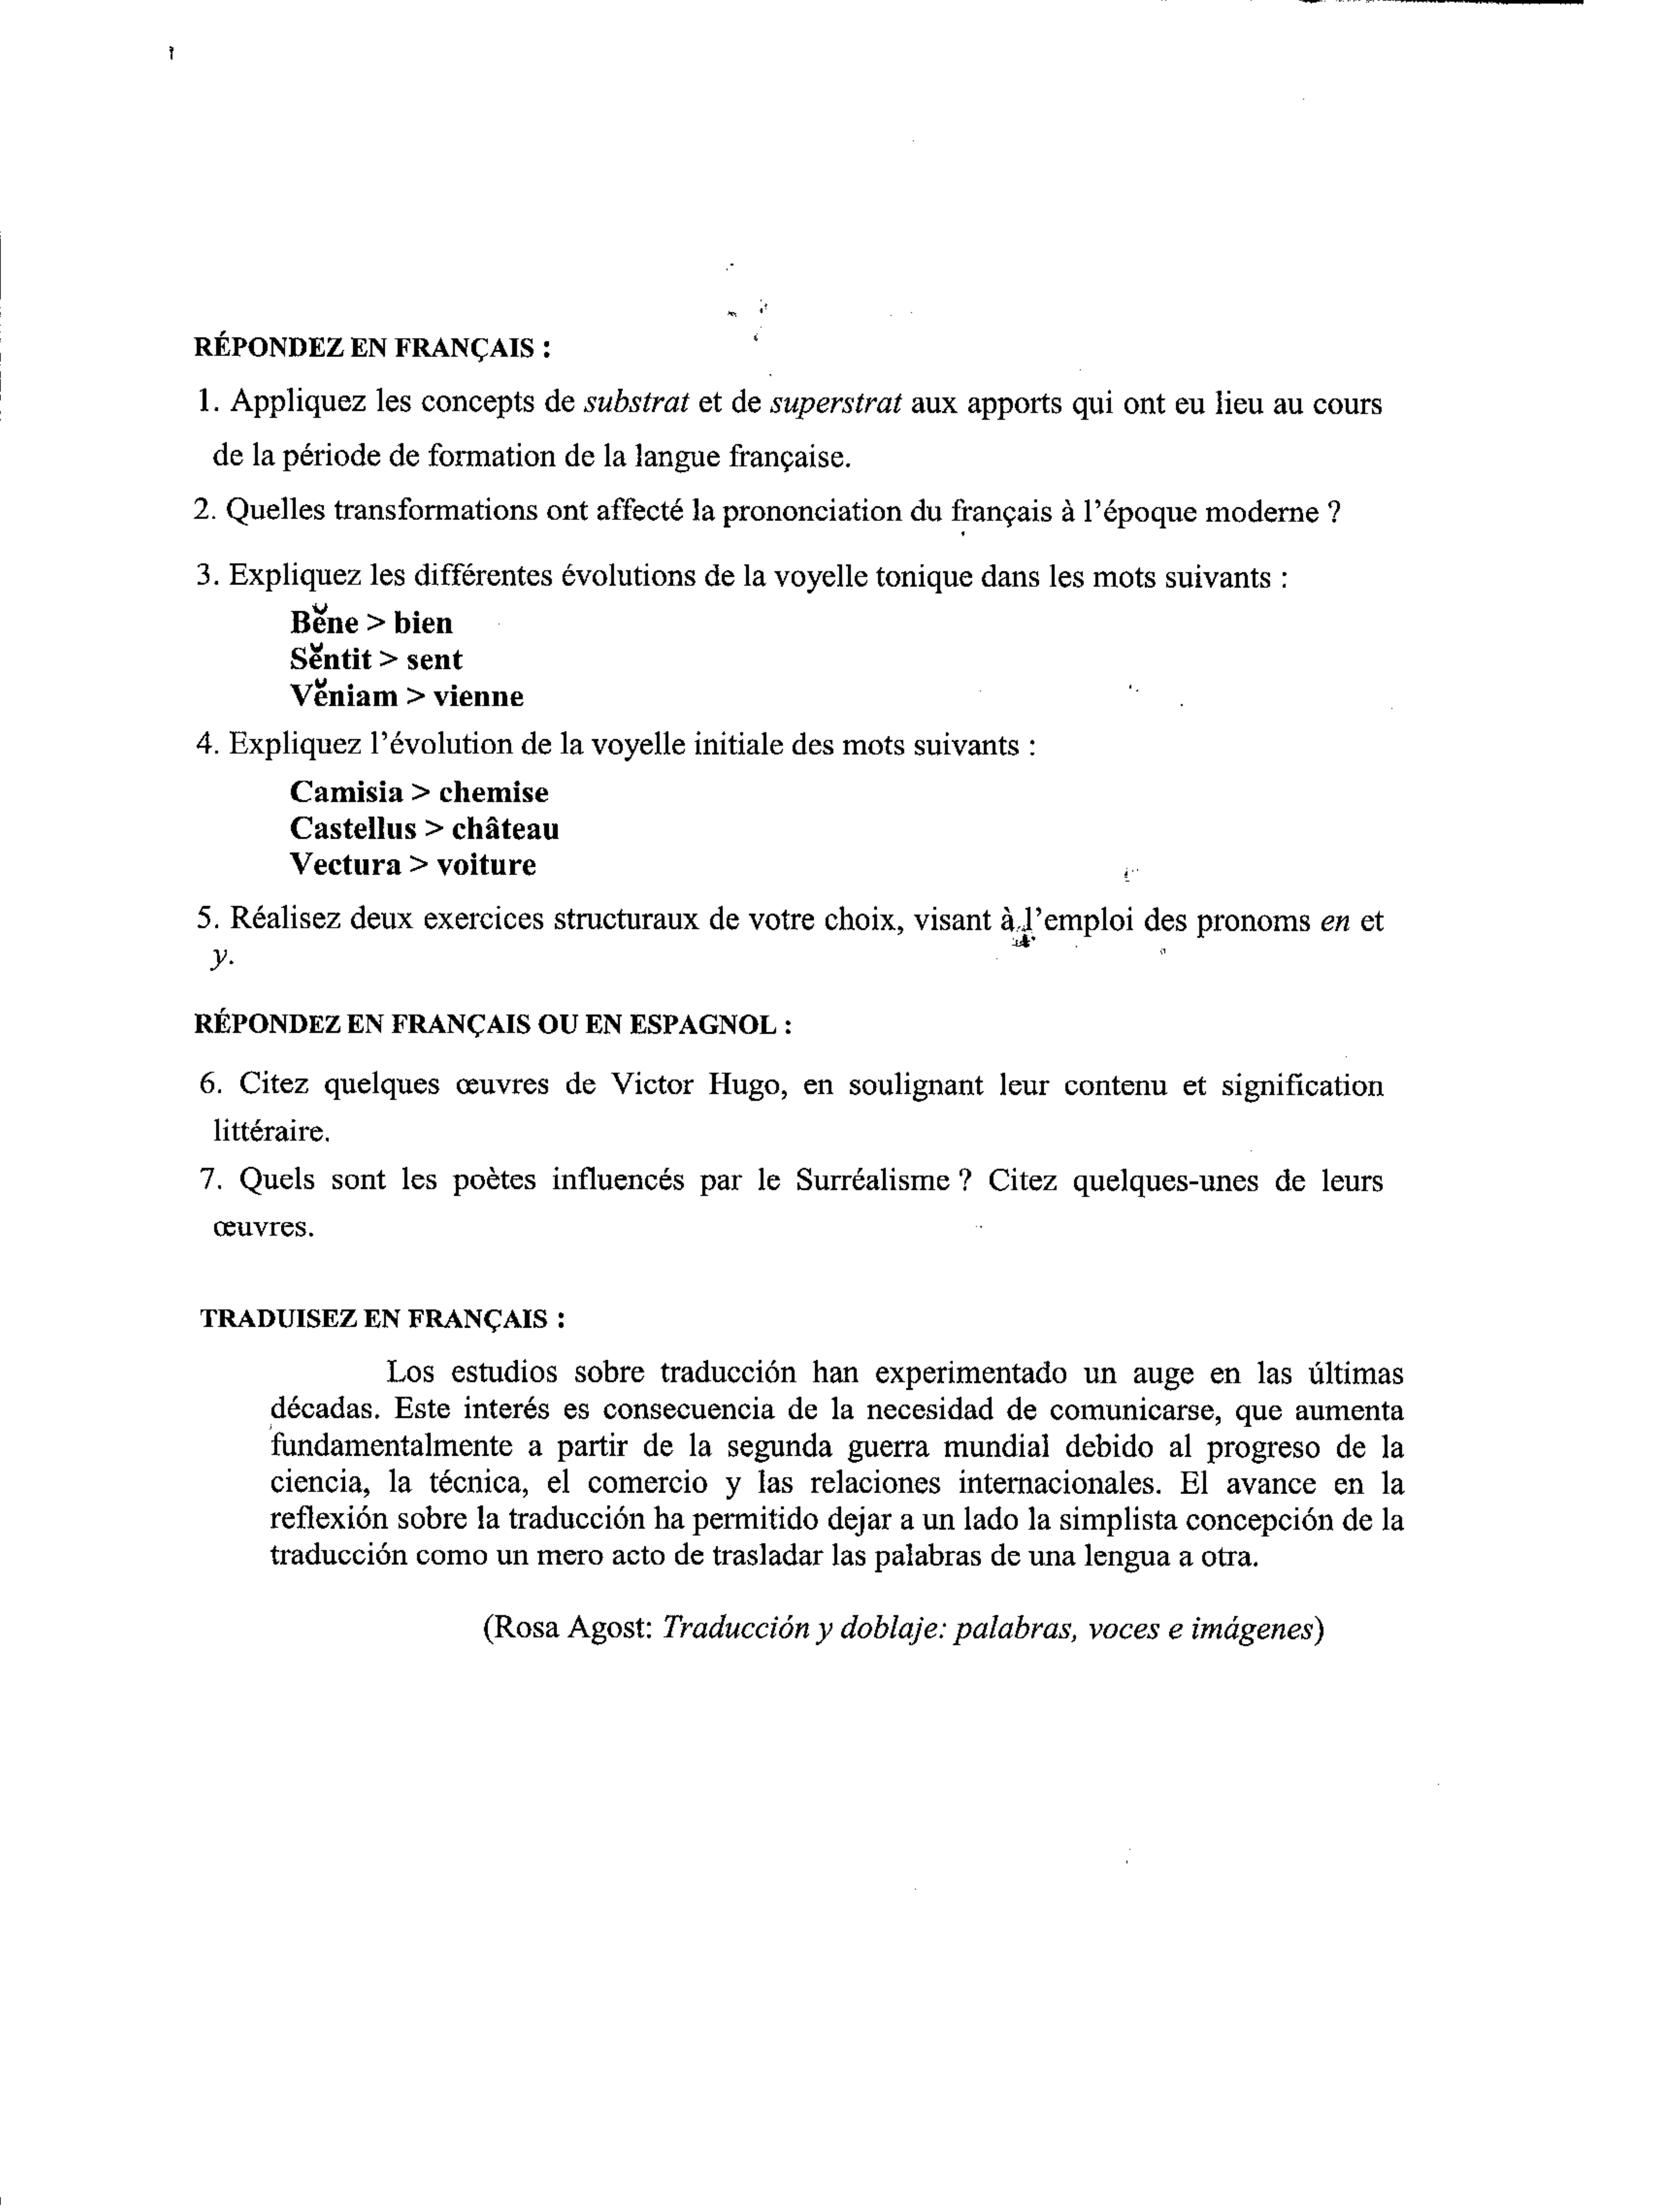 RÉPONDEZ EN FRANÇAIS :
1. Appliquez les concepts de substrat et de superstrat aux apports qui ont eu lieu au cours
de la période de formation de la langue française.
2. Quelles transformations ont affecté la prononciation du français à l'époque moderne ?
3. Expliquez les différentes évolutions de la voyelle tonique dans les mots suivants :
Bĕne > bien
Sĕntit > sent
Vĕniam > vienne
4. Expliquez l'évolution de la voyelle initiale des mots suivants :
Camisia > chemise
Castellus > château
Vectura > voiture
5. Réalisez deux exercices structuraux de votre choix, visant à l'emploi des pronoms en et
y.
RÉPONDEZ EN FRANÇAIS OU EN ESPAGNOL :
6. Citez quelques œuvres de Victor Hugo, en soulignant leur contenu et signification
littéraire.
7. Quels sont les poètes influencés par le Surréalisme ? Citez quelques-unes de leurs
œuvres.
TRADUISEZ EN FRANÇAIS :
Los estudios sobre traducción han experimentado un auge en las últimas
décadas. Este interés es consecuencia de la necesidad de comunicarse, que aumenta
fundamentalmente a partir de la segunda guerra mundial debido al progreso de la
ciencia, la técnica, el comercio y las relaciones internacionales. El avance en la
reflexión sobre la traducción ha permitido dejar a un lado la simplista concepción de la
traducción como un mero acto de trasladar las palabras de una lengua a otra.
(Rosa Agost: Traducción y doblaje: palabras, voces e imágenes)